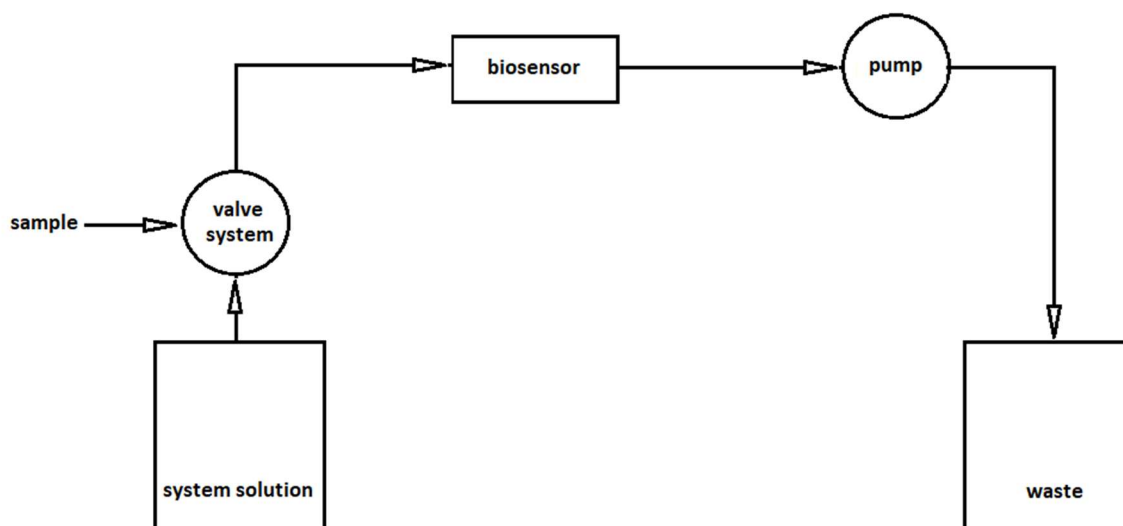 biosensor
pump
sample
valve
system
system solution
waste